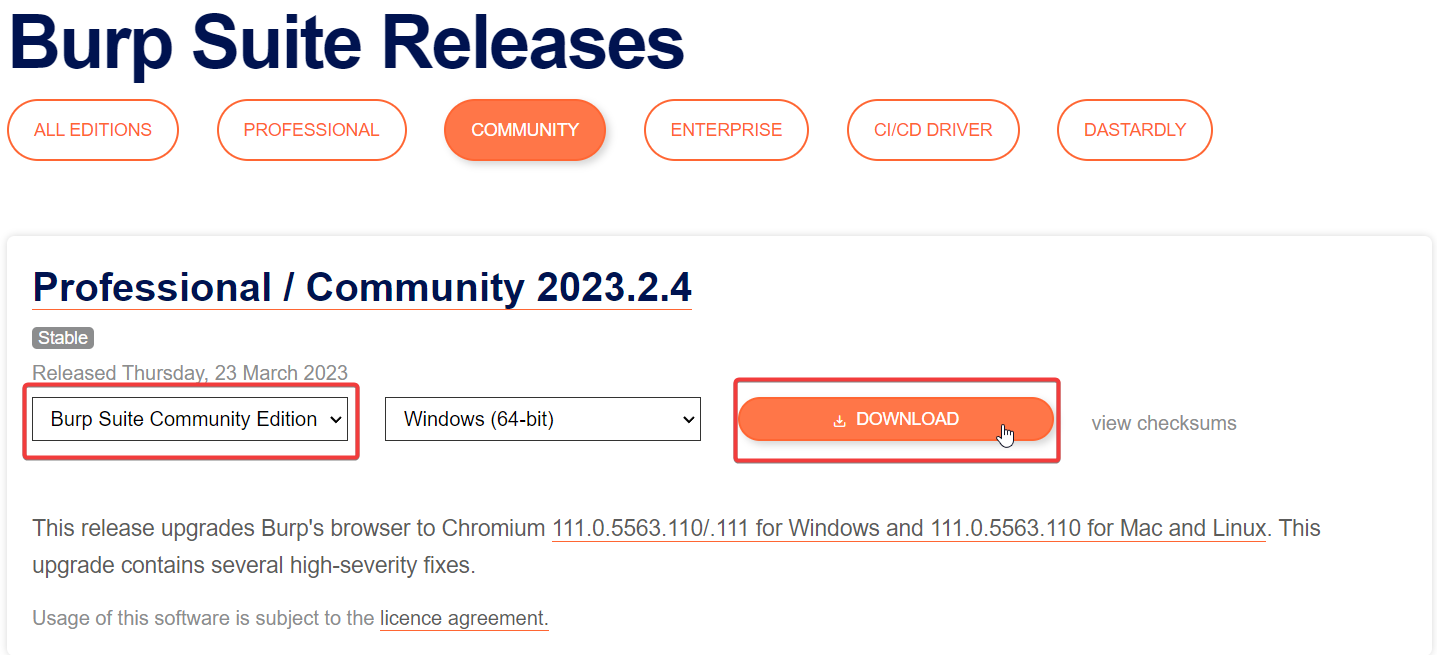 Burp Suite Releases
ALL EDITIONS PROFESSIONAL COMMUNITY ENTERPRISE CI/CD DRIVER DASTARDLY
Professional / Community 2023.2.4
Stable
Released Thursday, 23 March 2023
Burp Suite Community Edition Windows (64-bit) DOWNLOAD view checksums
This release upgrades Burp's browser to Chromium 111.0.5563.110/.111 for Windows and 111.0.5563.110 for Mac and Linux. This
upgrade contains several high-severity fixes.
Usage of this software is subject to the licence agreement.